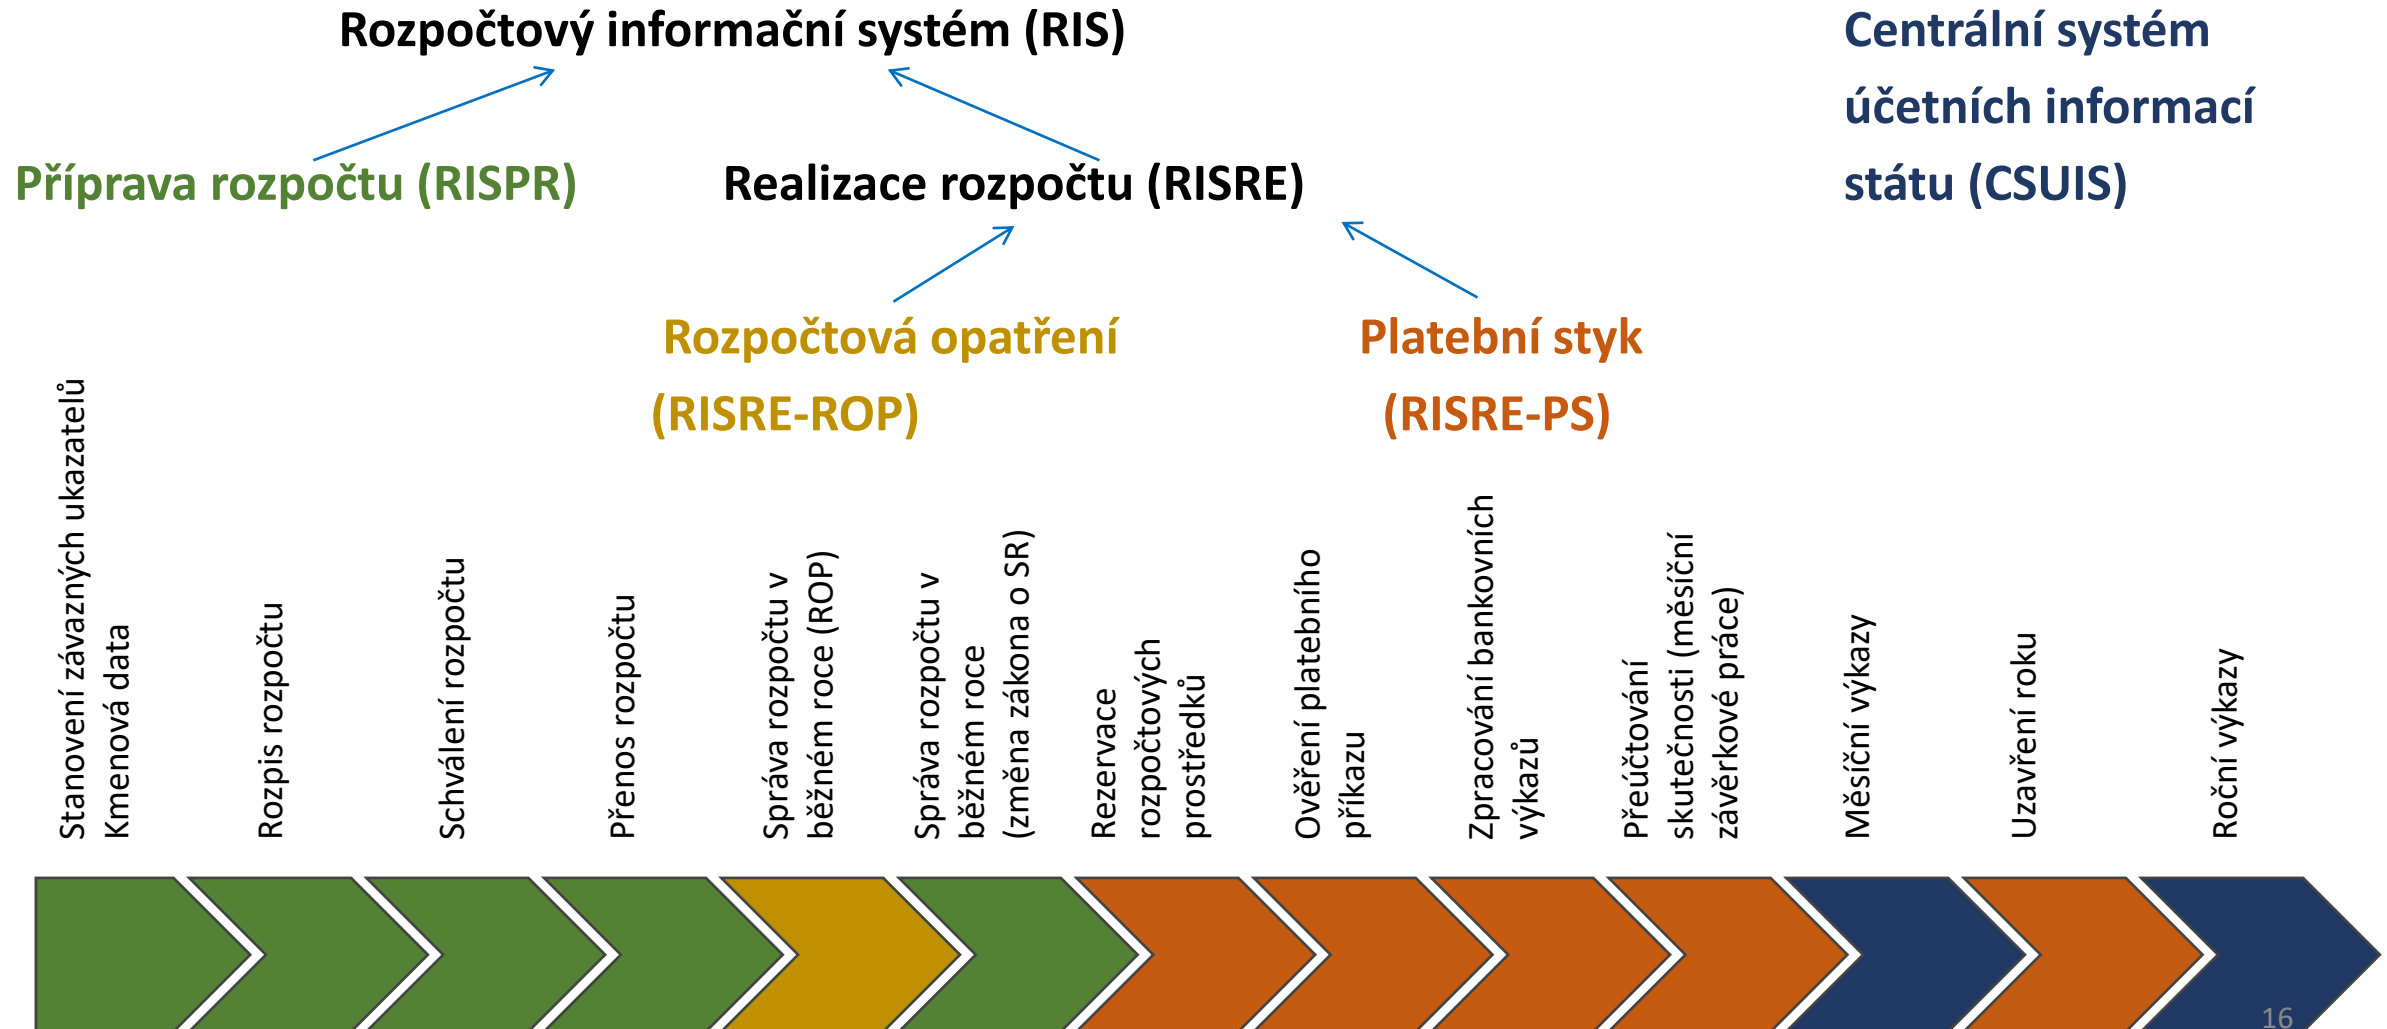 Rozpočtový informační systém (RIS)
Centrální systém
účetních informací
státu (CSUIS)
Příprava rozpočtu (RISPR)
Realizace rozpočtu (RISRE)
Rozpočtová opatření
(RISRE-ROP)
Platební styk
(RISRE-PS)
Stanovení závazných ukazatelů
Kmenová data
Rozpis rozpočtu
Schválení rozpočtu
Přenos rozpočtu
Správa rozpočtu v
běžném roce (ROP)
Správa rozpočtu v
běžném roce
(změna zákona o SR)
Rezervace
rozpočtových
prostředků
Ověření platebního
příkazu
Zpracování bankovních
výkazů
Přeúčtování
skutečnosti (měsíční
závěrkové práce)
Měsíční výkazy
Uzavření roku
Roční výkazy
16